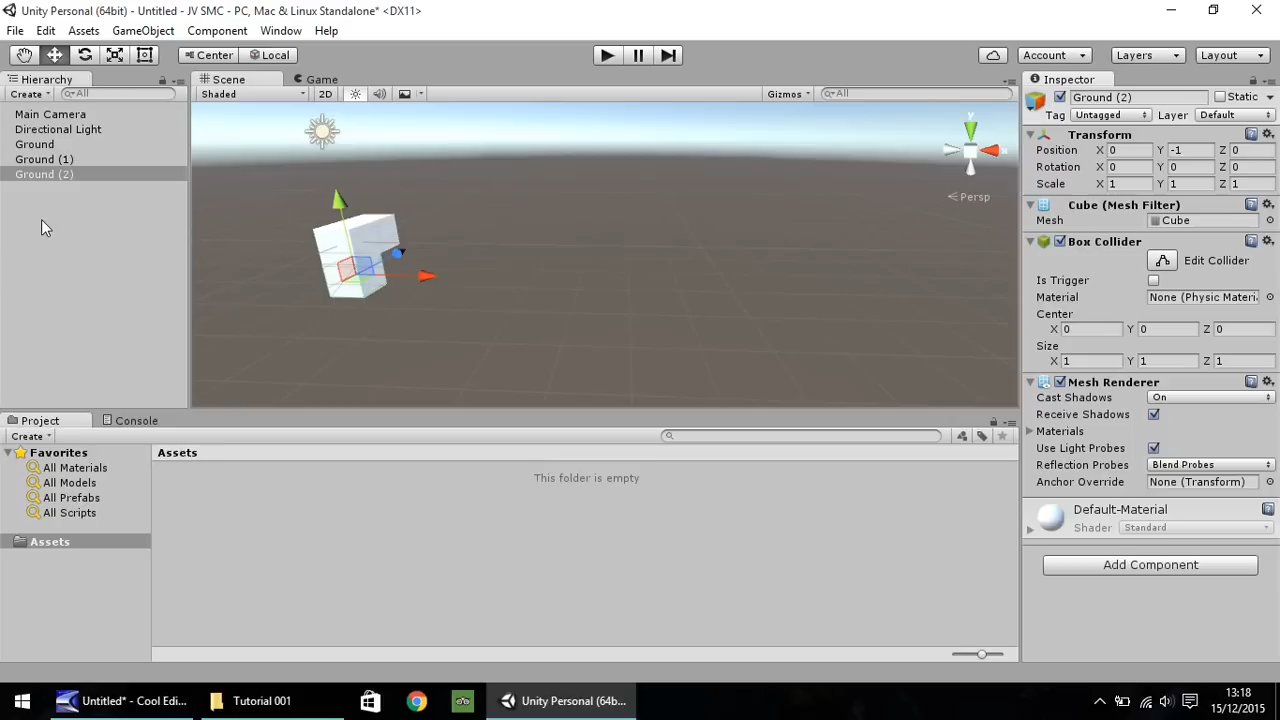 Unity Personal (64bit) - Untitled - JV SMC - PC, Mac & Linux Standalone* <DX11>
File Edit Assets GameObject Component Window Help
Center Local Account Layers Layout
Hierarchy Scene Game Inspector
Create All Shaded 2D Gizmos All Ground (2) Static
Main Camera
Directional Light
Ground
Ground (1)
Ground (2)
y
x
Persp
Tag Untagged Layer Default
Transform
Position X 0 Y -1 Z 0
Rotation X 0 Y 0 Z 0
Scale X 1 Y 1 Z 1
Cube (Mesh Filter)
Mesh Cube
Box Collider
Edit Collider
Is Trigger
Material None (Physic Materi
Center
X 0 Y 0 Z 0
Size
X 1 Y 1 Z 1
Mesh Renderer
Cast Shadows On
Receive Shadows
Materials
Use Light Probes
Reflection Probes Blend Probes
Anchor Override None (Transform)
Default-Material
Shader Standard
Add Component
Project Console
Create
Favorites
All Materials
All Models
All Prefabs
All Scripts
Assets
Assets
This folder is empty
Untitled* - Cool Edi... Tutorial 001 Unity Personal (64b...
13:18
15/12/2015